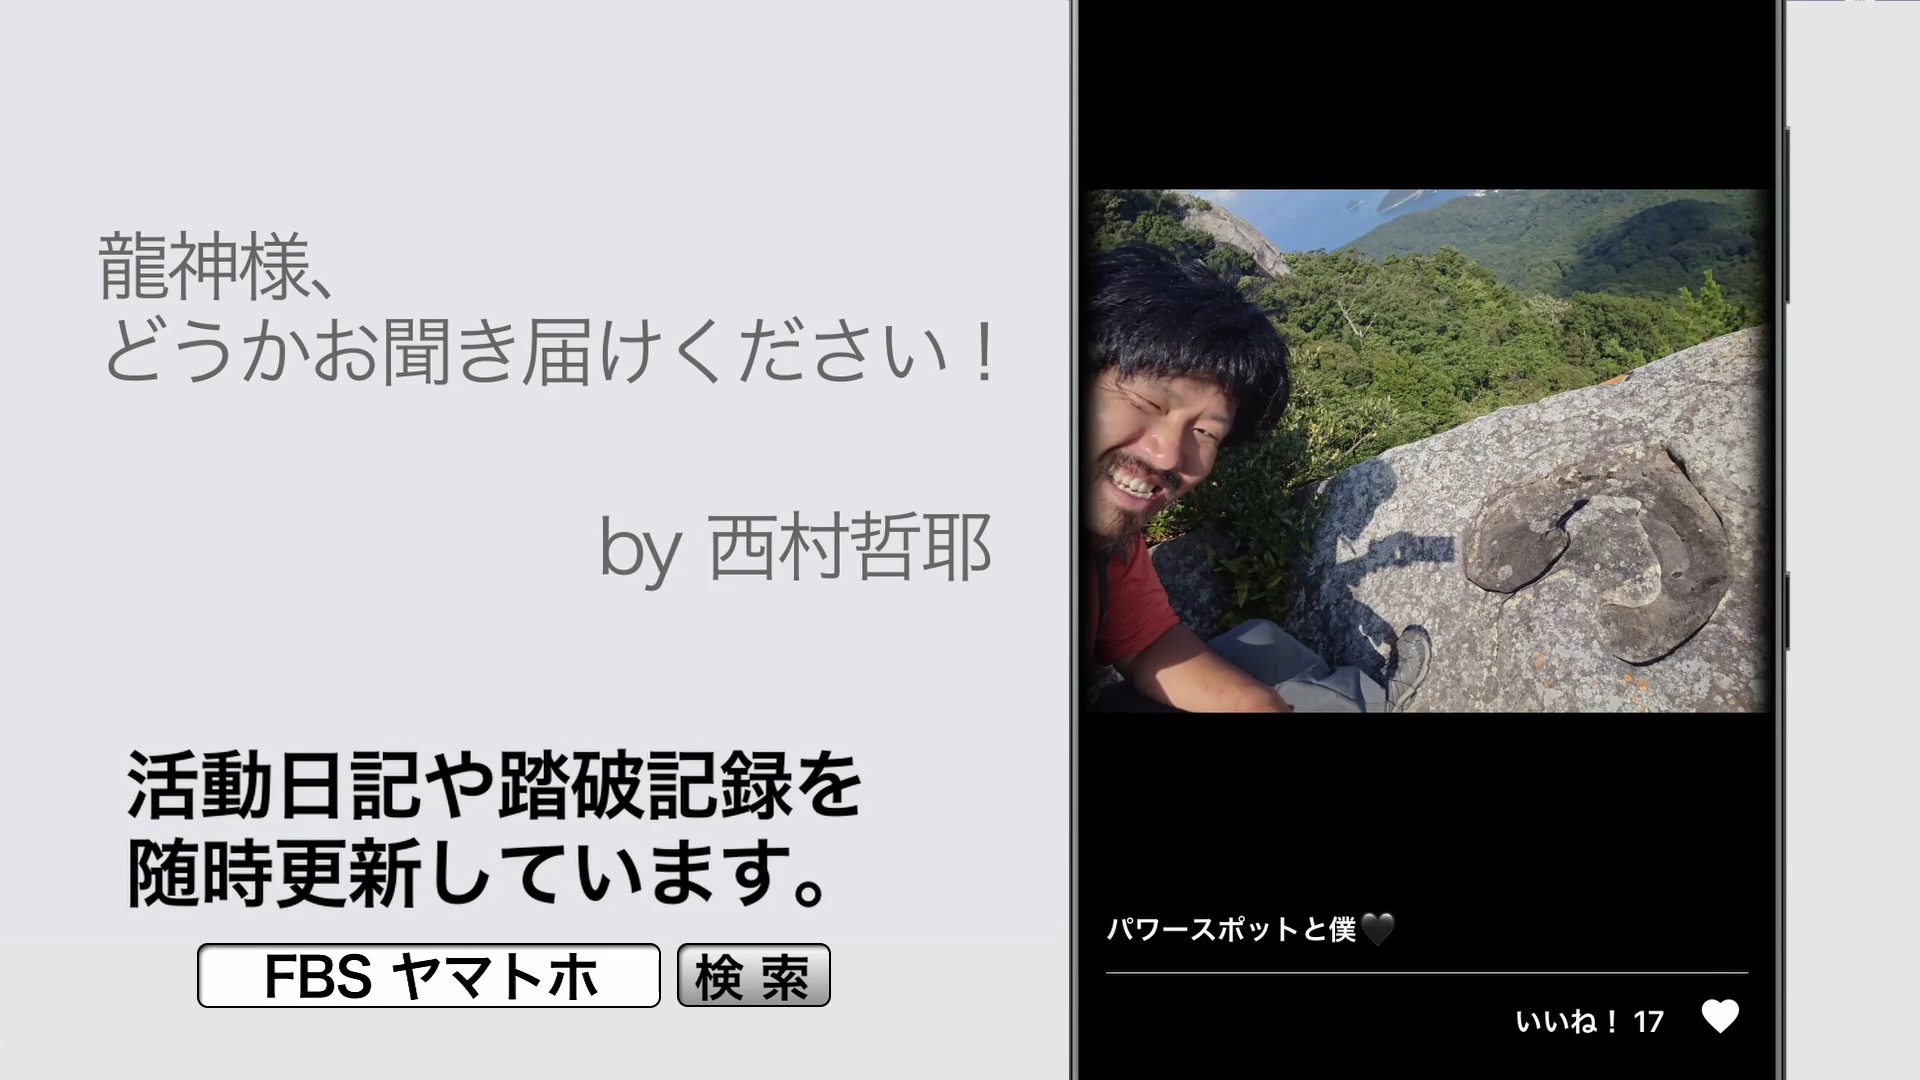 龍神様、
どうかお聞き届けください！
by 西村哲耶
活動日記や踏破記録を
随時更新しています。
FBS ヤマトホ
検 索
パワースポットと僕🖤
いいね！ 17